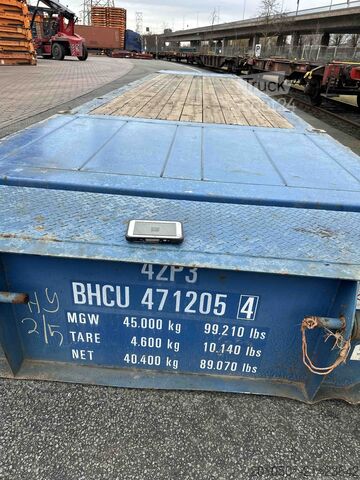 42P3
BHCU 471205 4
MGW 45.000 kg 99.210 lbs
TARE 4.600 kg 10.140 lbs
NET 40.400 kg 89.070 lbs